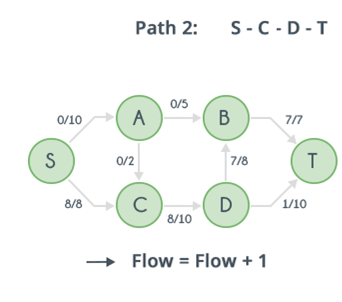 Path 2: S - C - D - T
0/5
A B
0/10 7/7
S 0/2 7/8 T
8/8 1/10
C D
8/10
Flow = Flow + 1